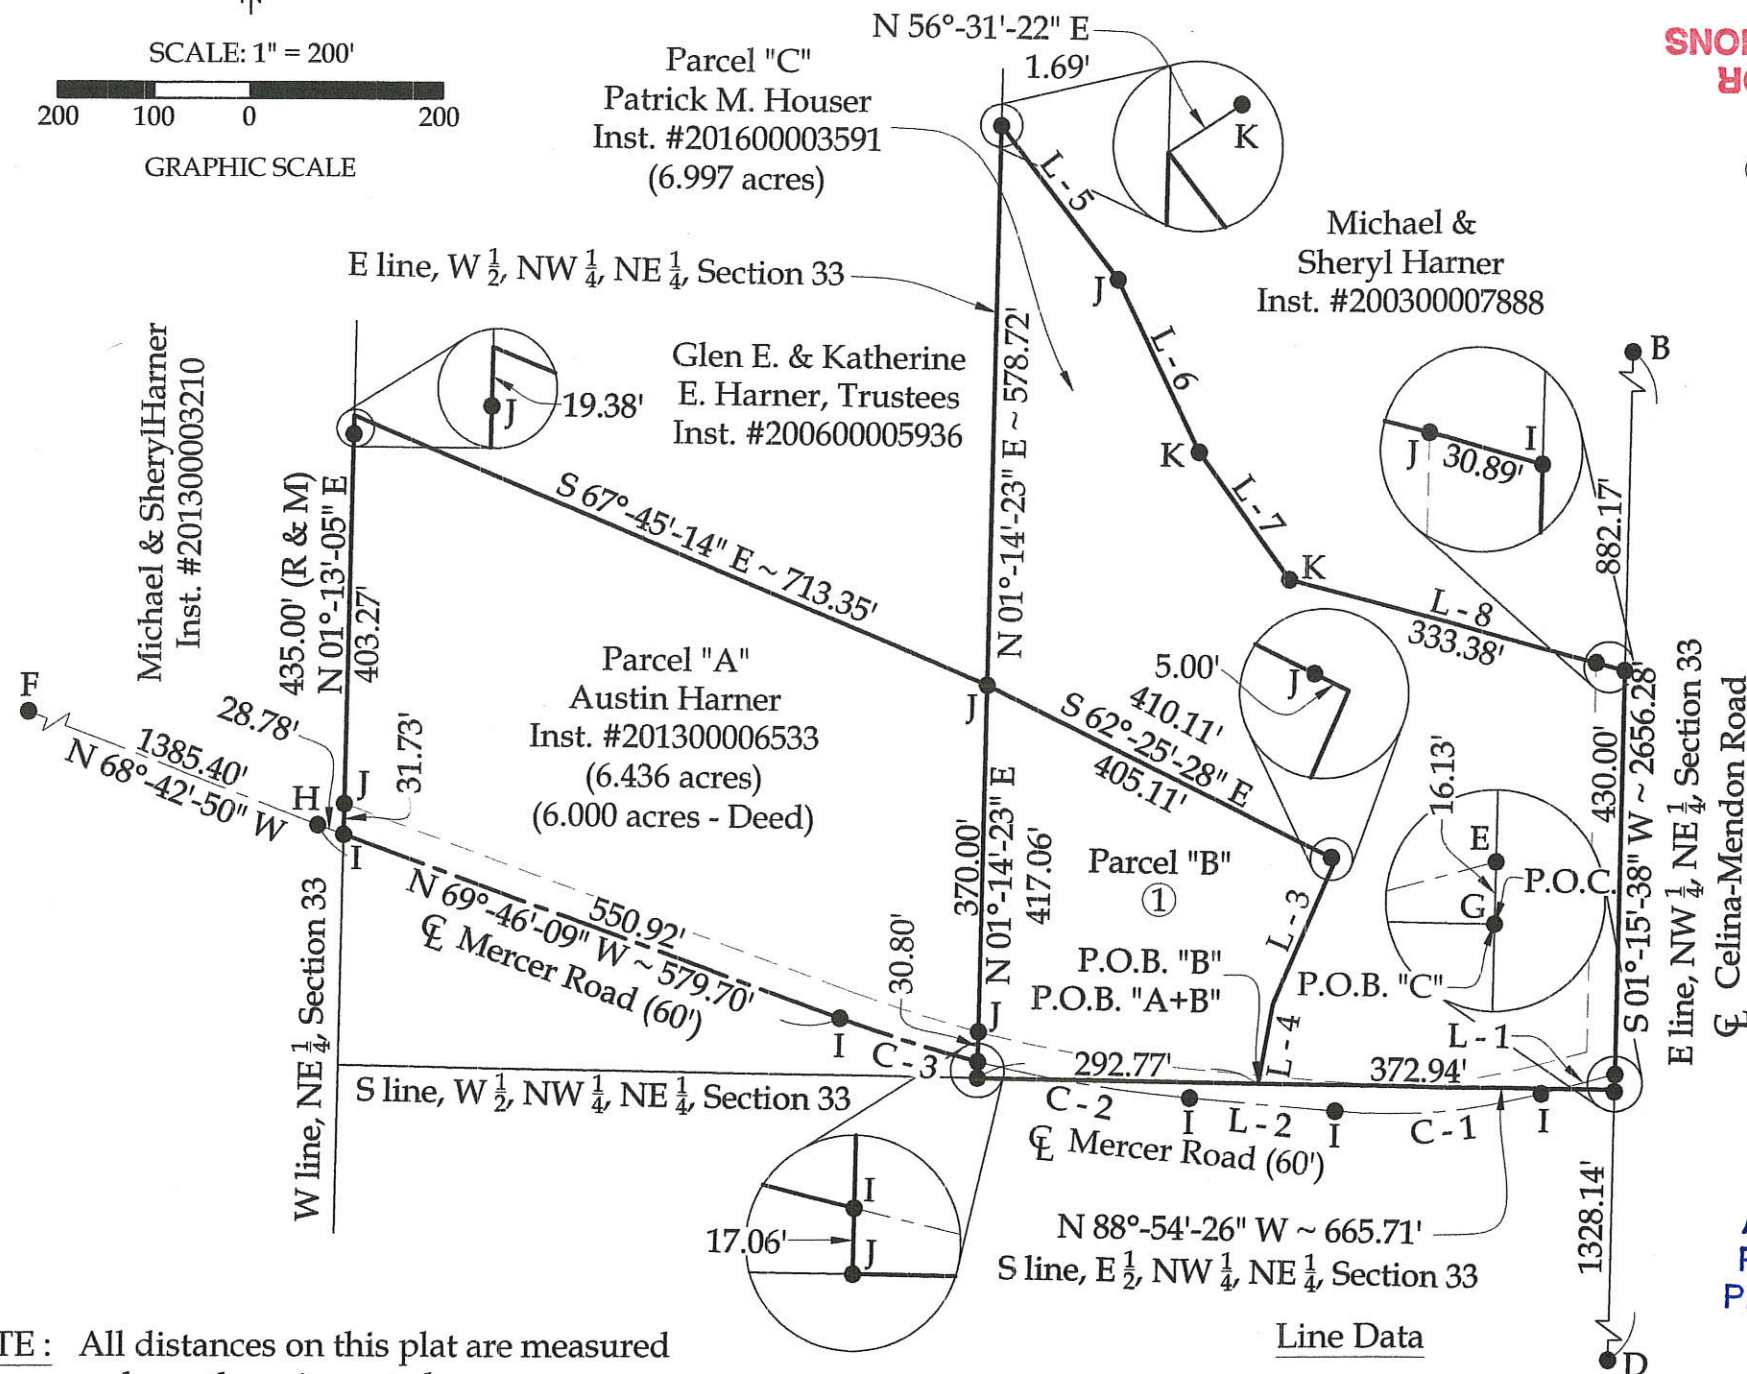 SCALE: 1" = 200'
200 100 0 200
GRAPHIC SCALE
Parcel "C"
Patrick M. Houser
Inst. #201600003591
(6.997 acres)
N 56°-31'-22" E
1.69'
K
L - 5
J
Michael &
Sheryl Harner
Inst. #200300007888
E line, W ½, NW ¼, NE ¼, Section 33
Glen E. & Katherine
E. Harner, Trustees
Inst. #200600005936
19.38'
J
Michael & SherylHarner
Inst. #201300003210
435.00' (R & M)
N 01°-13'-05" E
403.27'
S 67°-45'-14" E ~ 713.35'
N 01°-14'-23" E ~ 578.72'
L - 6
K
L - 7
K
L - 8
333.38'
B
J
I
30.89'
882.17'
Parcel "A"
Austin Harner
Inst. #201300006533
(6.436 acres)
(6.000 acres - Deed)
F
1385.40'
N 68°-42'-50" W
28.78'
H
J
31.73'
I
J
S 62°-25'-28" E
410.11'
405.11'
5.00'
J
430.00'
S 01°-15'-38" W ~ 2656.28'
E line, NW ¼, NE ¼, Section 33
℄ Celina-Mendon Road
16.13'
E
G
P.O.C.
P.O.B. "C"
370.00'
N 01°-14'-23" E
417.06'
Parcel "B"
1
L - 3
L - 4
P.O.B. "B"
P.O.B. "A+B"
550.92'
N 69°-46'-09" W ~ 579.70'
℄ Mercer Road (60')
30.80'
J
I
C - 3
292.77'
372.94'
L - 1
W line, NE ¼, Section 33
S line, W ½, NW ¼, NE ¼, Section 33
C - 2
I
L - 2
I
C - 1
I
℄ Mercer Road (60')
I
17.06'
J
N 88°-54'-26" W ~ 665.71'
S line, E ½, NW ¼, NE ¼, Section 33
1328.14'
D
Line Data
TE : All distances on this plat are measured